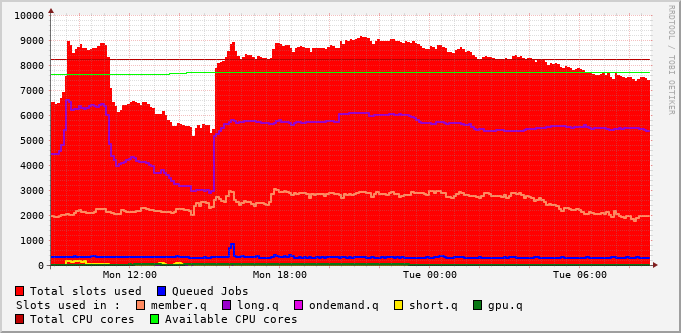 10000
9000
8000
7000
6000
5000
4000
3000
2000
1000
0
Mon 12:00 Mon 18:00 Tue 00:00 Tue 06:00
RRDTOOL / TOBI OETIKER
Total slots used Queued Jobs
Slots used in : member.q long.q ondemand.q short.q gpu.q
Total CPU cores Available CPU cores